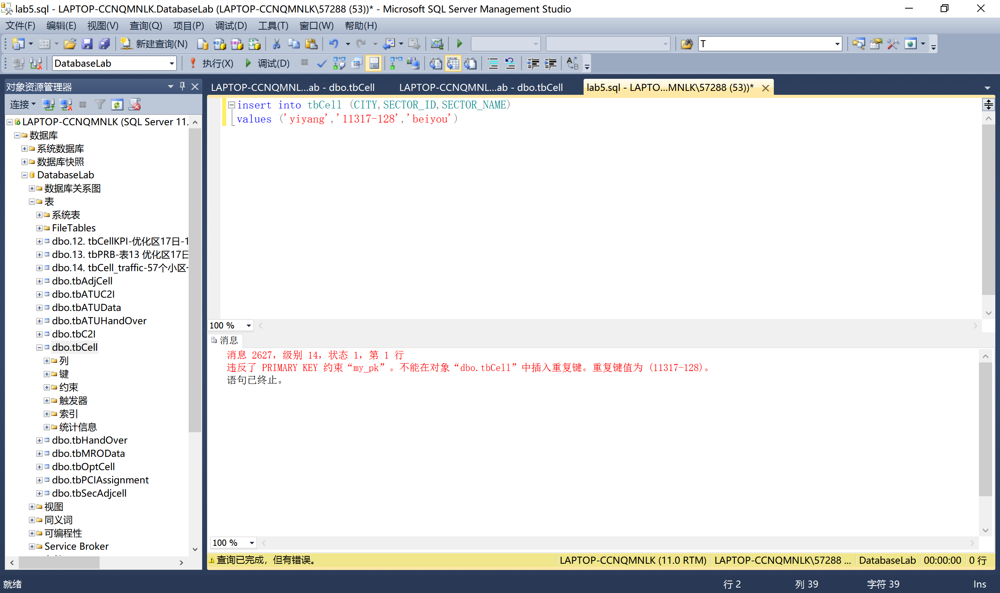 lab5.sql - LAPTOP-CCNQMNLK.DatabaseLab (LAPTOP-CCNQMNLK\57288 (53))* - Microsoft SQL Server Management Studio
文件(F) 编辑(E) 视图(V) 查询(Q) 项目(P) 调试(D) 工具(T) 窗口(W) 帮助(H)
新建查询(N) T
DatabaseLab 执行(X) 调试(D)
对象资源管理器
连接
LAPTOP-CCNQMNLK (SQL Server 11.
数据库
系统数据库
数据库快照
DatabaseLab
数据库关系图
表
系统表
FileTables
dbo.12. tbCellKPI-优化区17日-1
dbo.13. tbPRB-表13 优化区17日
dbo.14. tbCell_traffic-57个小区-
dbo.tbAdjCell
dbo.tbATUC2I
dbo.tbATUData
dbo.tbATUHandOver
dbo.tbC2I
dbo.tbCell
列
键
约束
触发器
索引
统计信息
dbo.tbHandOver
dbo.tbMROData
dbo.tbOptCell
dbo.tbPCIAssignment
dbo.tbSecAdjcell
视图
同义词
可编程性
Service Broker
LAPTOP-CCNQMNL...ab - dbo.tbCell LAPTOP-CCNQMNL...ab - dbo.tbCell lab5.sql - LAPTO...MNLK\57288 (53))*
insert into tbCell (CITY,SECTOR_ID,SECTOR_NAME)
values ('yiyang','11317-128','beiyou')
100 %
消息
消息 2627，级别 14，状态 1，第 1 行
违反了 PRIMARY KEY 约束“my_pk”。不能在对象“dbo.tbCell”中插入重复键。重复键值为 (11317-128)。
语句已终止。
100 %
查询已完成，但有错误。 LAPTOP-CCNQMNLK (11.0 RTM) LAPTOP-CCNQMNLK\57288 ... DatabaseLab 00:00:00 0 行
就绪 行 2 列 39 字符 39 Ins